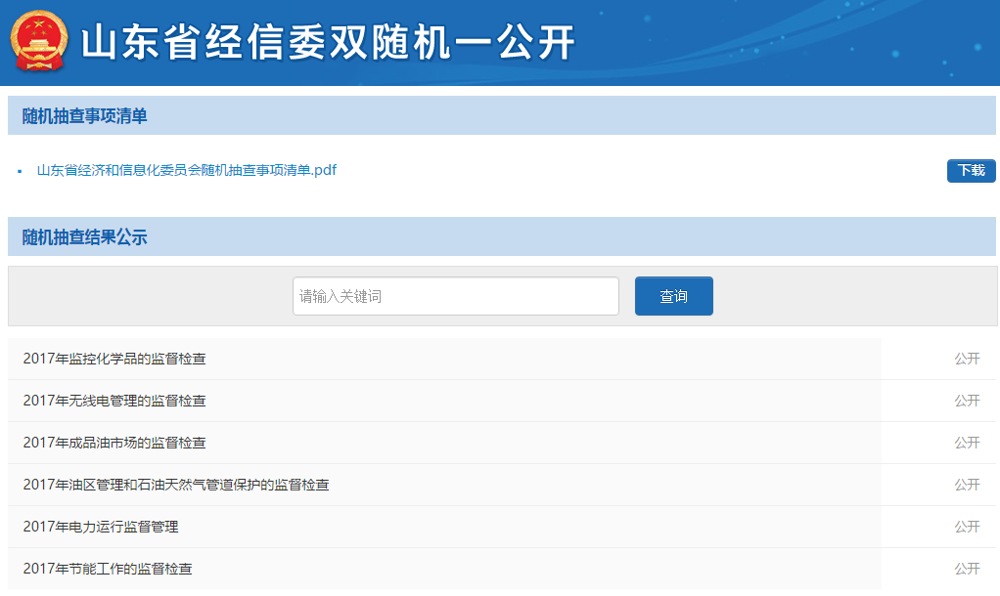 山东省经信委双随机一公开
随机抽查事项清单
山东省经济和信息化委员会随机抽查事项清单.pdf
下载
随机抽查结果公示
请输入关键词
查询
2017年监控化学品的监督检查 公开
2017年无线电管理的监督检查 公开
2017年成品油市场的监督检查 公开
2017年油区管理和石油天然气管道保护的监督检查 公开
2017年电力运行监督管理 公开
2017年节能工作的监督检查 公开